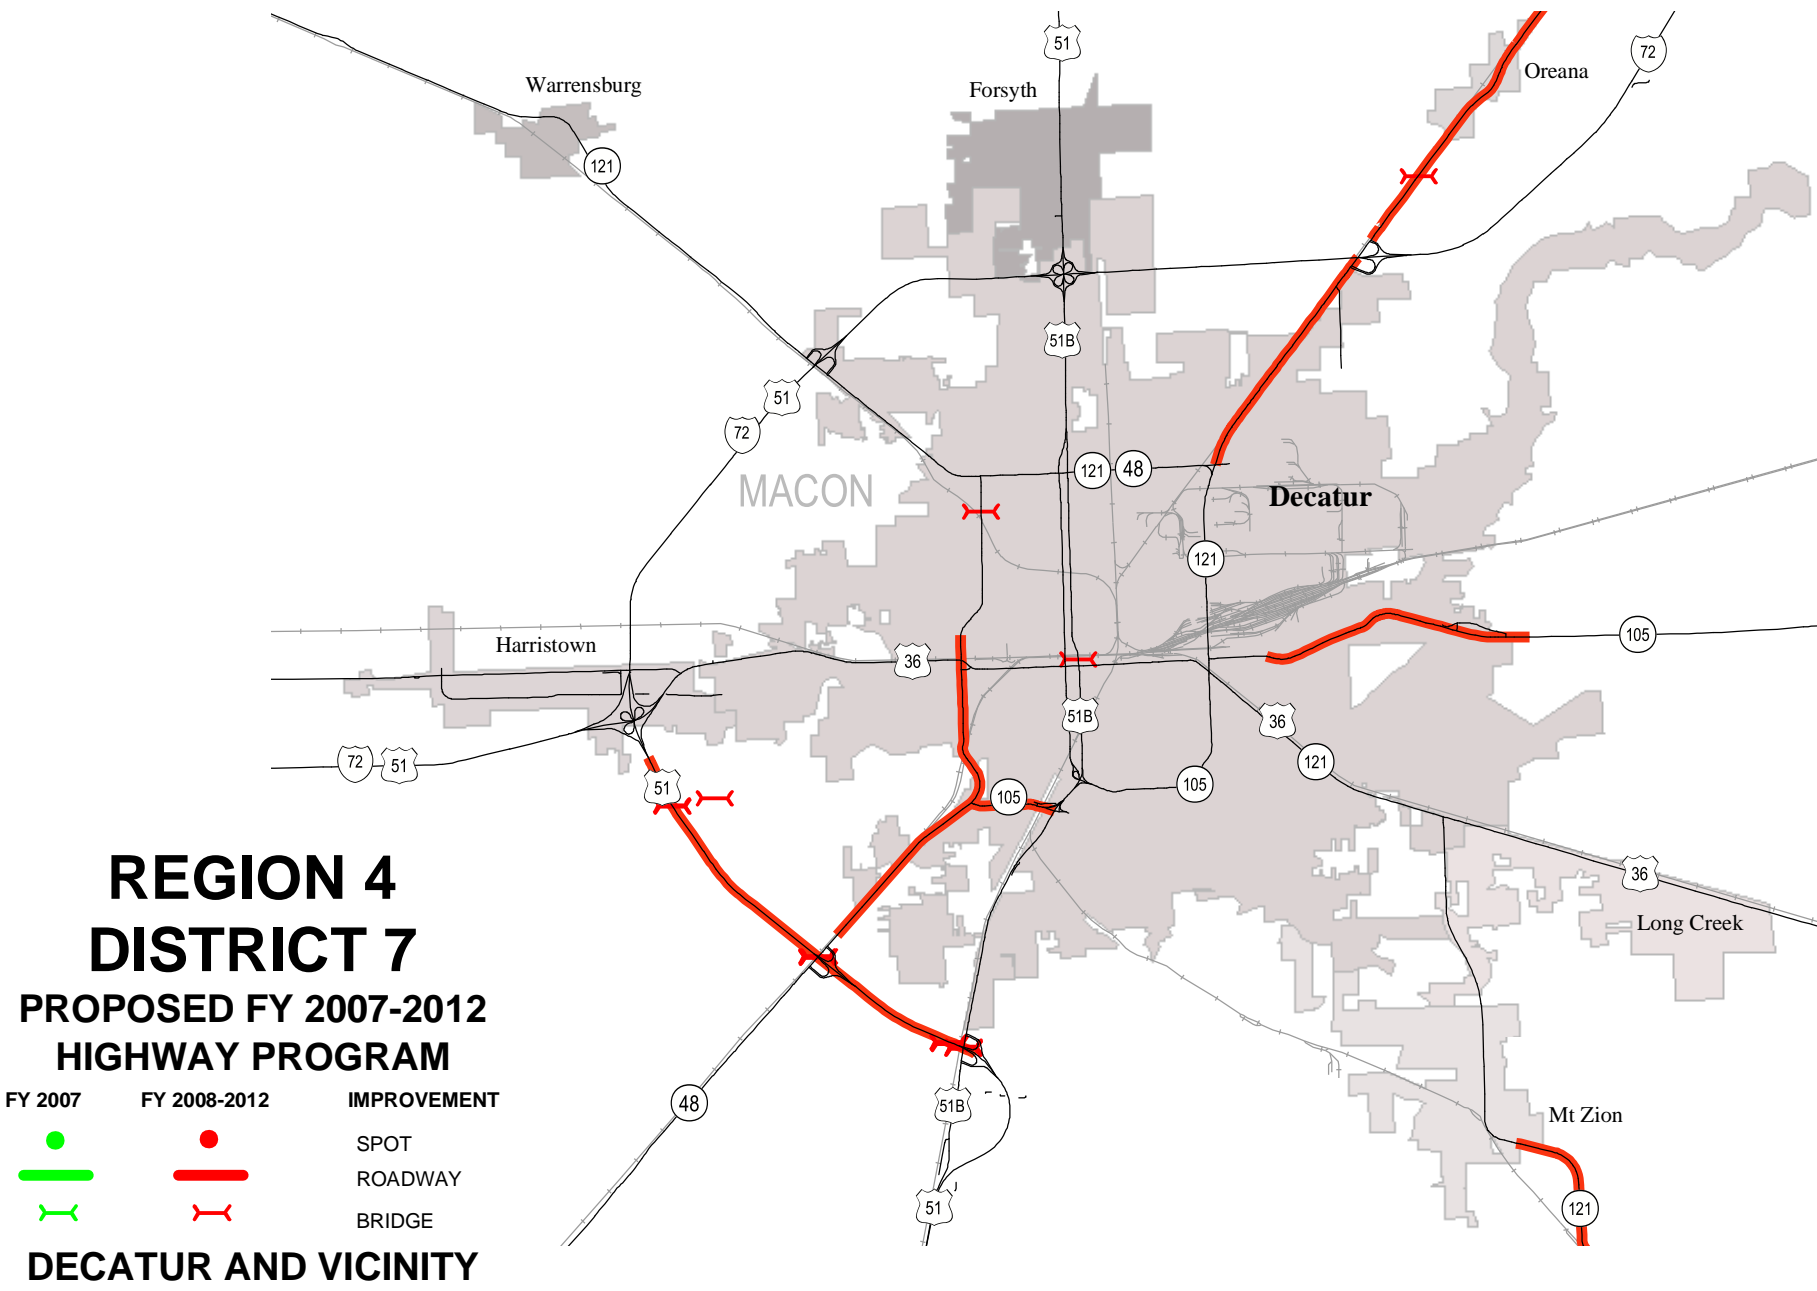 51
72
Oreana
Warrensburg
Forsyth
121
51B
51
72
121
48
MACON
Decatur
121
105
Harristown
36
51B
36
72
51
121
51
105
105
REGION 4
DISTRICT 7
PROPOSED FY 2007-2012
HIGHWAY PROGRAM
FY 2007
FY 2008-2012
IMPROVEMENT
SPOT
ROADWAY
BRIDGE
DECATUR AND VICINITY
36
Long Creek
48
51B
Mt Zion
51
121